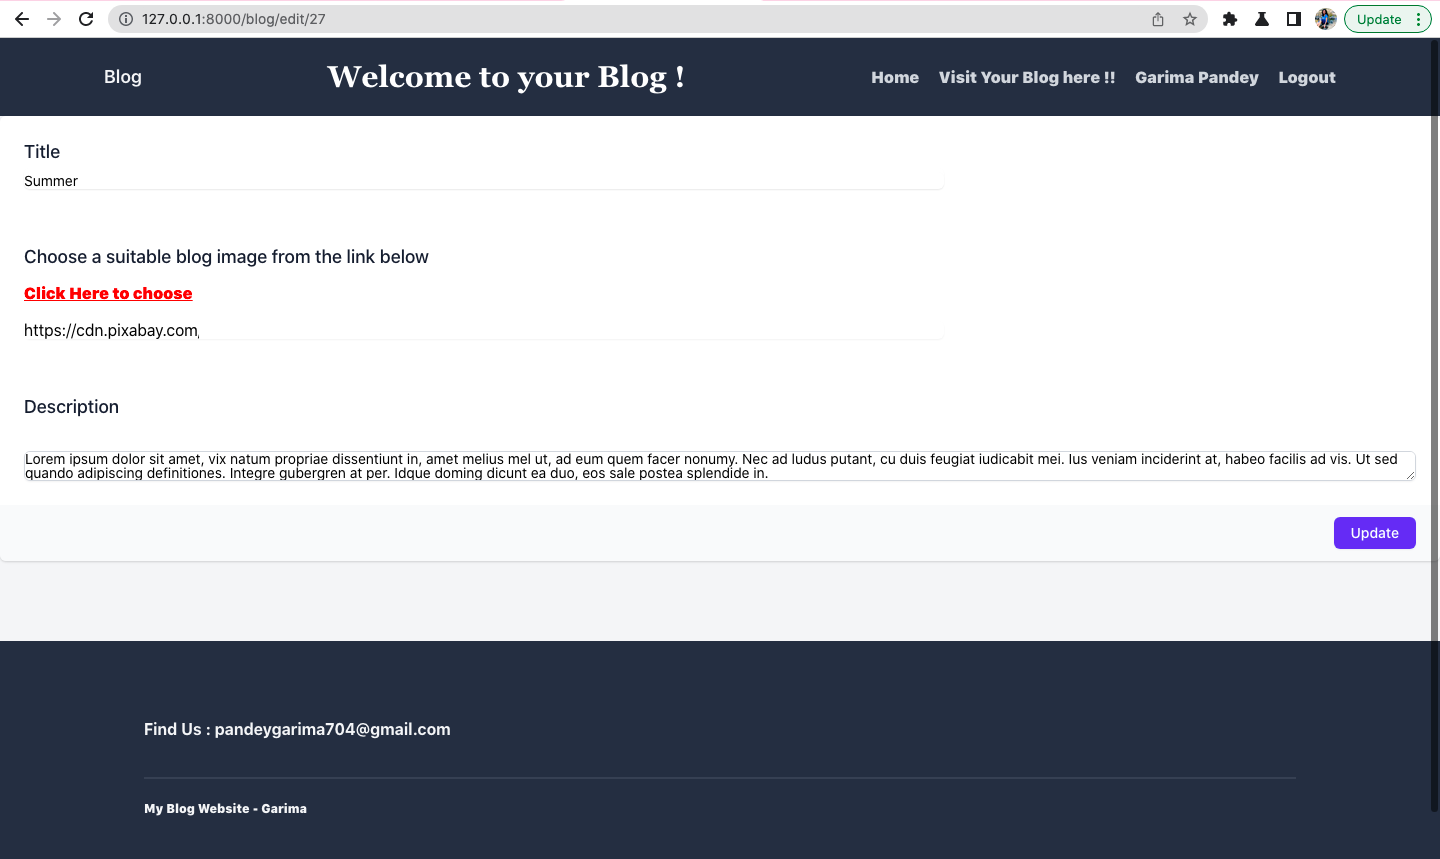 127.0.0.1:8000/blog/edit/27
Update
Blog
Welcome to your Blog !
Home
Visit Your Blog here !!
Garima Pandey
Logout
Title
Summer
Choose a suitable blog image from the link below
Click Here to choose
https://cdn.pixabay.com,
Description
Lorem ipsum dolor sit amet, vix natum propriae dissentiunt in, amet melius mel ut, ad eum quem facer nonumy. Nec ad ludus putant, cu duis feugiat iudicabit mei. Ius veniam inciderint at, habeo facilis ad vis. Ut sed
quando adipiscing definitiones. Integre gubergren at per. Idque doming dicunt ea duo, eos sale postea splendide in.
Update
Find Us : pandeygarima704@gmail.com
My Blog Website - Garima